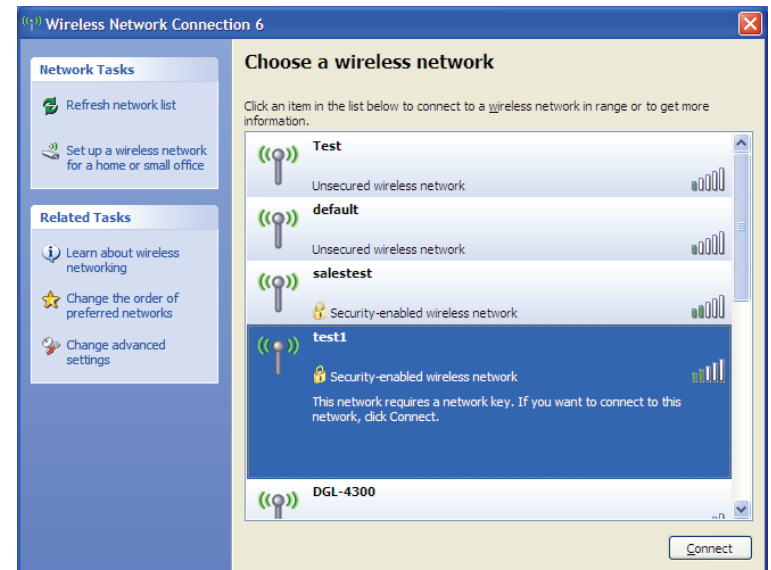 Wireless Network Connection 6
Network Tasks
Refresh network list
Set up a wireless network
for a home or small office
Related Tasks
Learn about wireless
networking
Change the order of
preferred networks
Change advanced
settings
Choose a wireless network
Click an item in the list below to connect to a wireless network in range or to get more
information.
Test
Unsecured wireless network
default
Unsecured wireless network
salestest
Security-enabled wireless network
test1
Security-enabled wireless network
This network requires a network key. If you want to connect to this
network, click Connect.
DGL-4300
Connect